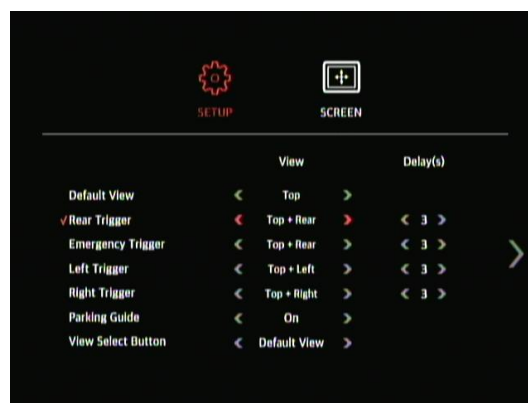 SETUP SCREEN
View Delay(s)
Default View Top
Rear Trigger Top + Rear 3
Emergency Trigger Top + Rear 3
Left Trigger Top + Left 3
Right Trigger Top + Right 3
Parking Guide On
View Select Button Default View